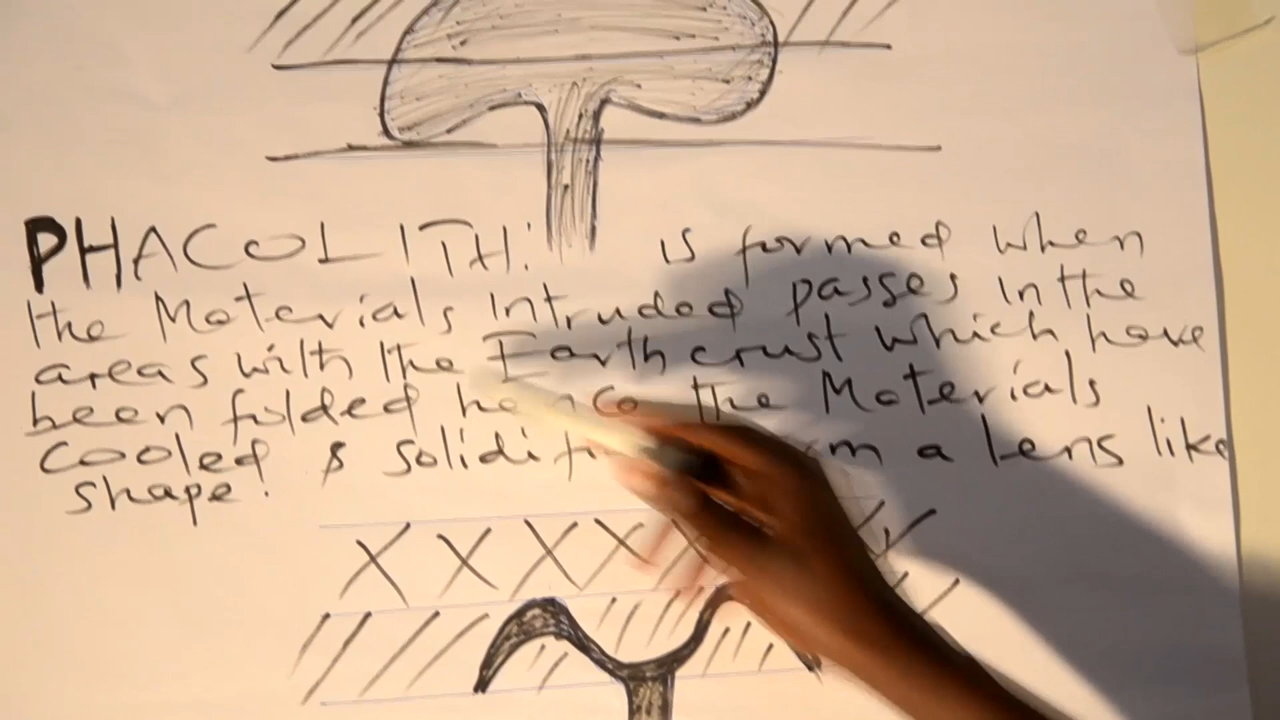 PHACOLITH: is formed when
the Materials intruded passes in the
areas with the Earth crust which have
been folded hence the Materials
Cooled & solidif a lens like
shape!